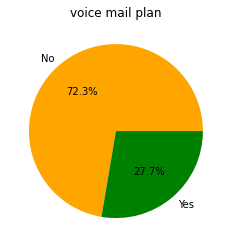 voice mail plan
No
72.3%
27.7%
Yes